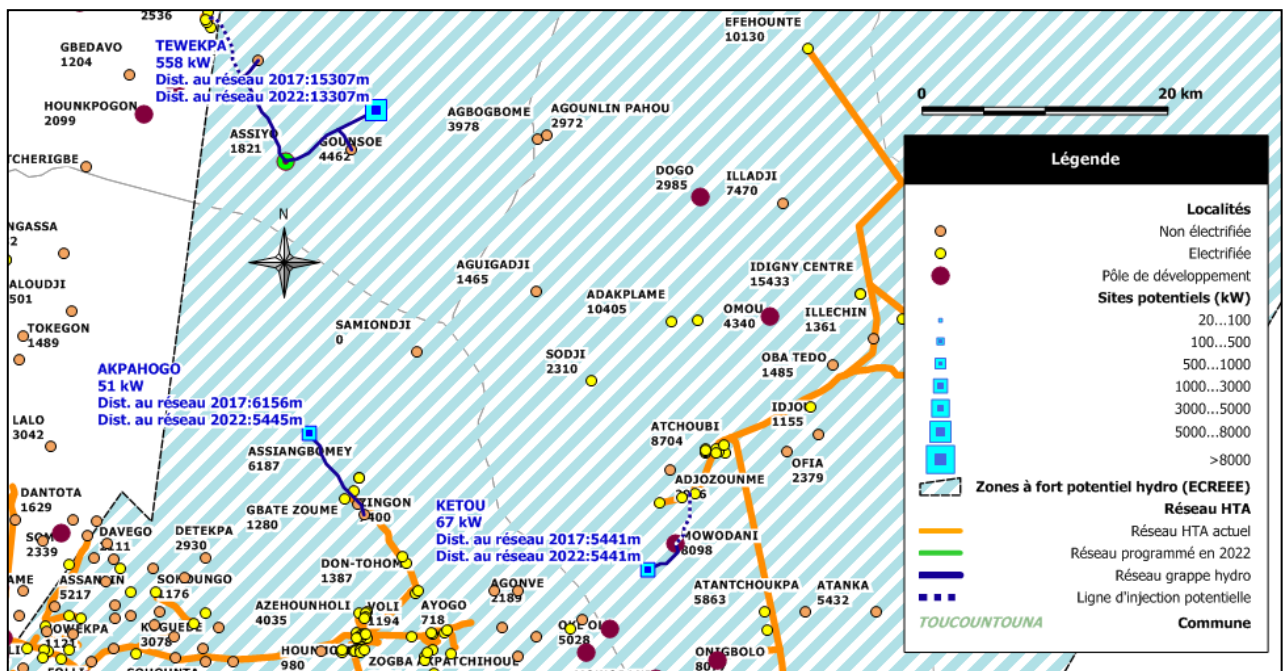 2536
GBEDAVO
1204
TEWEKPA
558 kW
Dist. au réseau 2017:15307m
Dist. au réseau 2022:13307m
HOUNKPOGON
2099
ASSIYO
1821
GOUNSOE
4462
TCHERIGBE
AGBOGBOME
3978
AGOUNLIN PAHOU
2972
EFEHOUNTE
10130
0
20 km
DOGO
2985
ILLADJI
7470
N
NGASSA
2
ALOUDJI
501
TOKEGON
1489
AGUIGADJI
1465
SAMIONDJI
0
ADAKPLAME
10405
IDIGNY CENTRE
15433
OMOU
4340
ILLECHIN
1361
SODJI
2310
OBA TEDO
1485
AKPAHOGO
51 kW
Dist. au réseau 2017:6156m
Dist. au réseau 2022:5445m
LALO
3042
ASSIANGBOMEY
6187
ATCHOUBI
8704
IDJOU
1155
OFIA
2379
ADJOZOUNME
DANTOTA
1629
GBATE ZOUME
1280
ZINGON
KETOU
67 kW
Dist. au réseau 2017:5441m
Dist. au réseau 2022:5441m
MOWODANI
8098
2339
DAVEGO
DETEKPA
2930
DON-TOHOM
1387
AGONVE
2189
ATANTCHOUKPA
5863
ATANKA
5432
5217
1176
AZEHOUNHOLI
4035
VOLI
1194
AYOGO
718
3078
980
5028
ONIGBOLO
Légende
Localités
Non électrifiée
Electrifiée
Pôle de développement
Sites potentiels (kW)
20...100
100...500
500...1000
1000...3000
3000...5000
5000...8000
>8000
Zones à fort potentiel hydro (ECREEE)
Réseau HTA
Réseau HTA actuel
Réseau programmé en 2022
Réseau grappe hydro
Ligne d'injection potentielle
TOUCOUNTOUNA
Commune